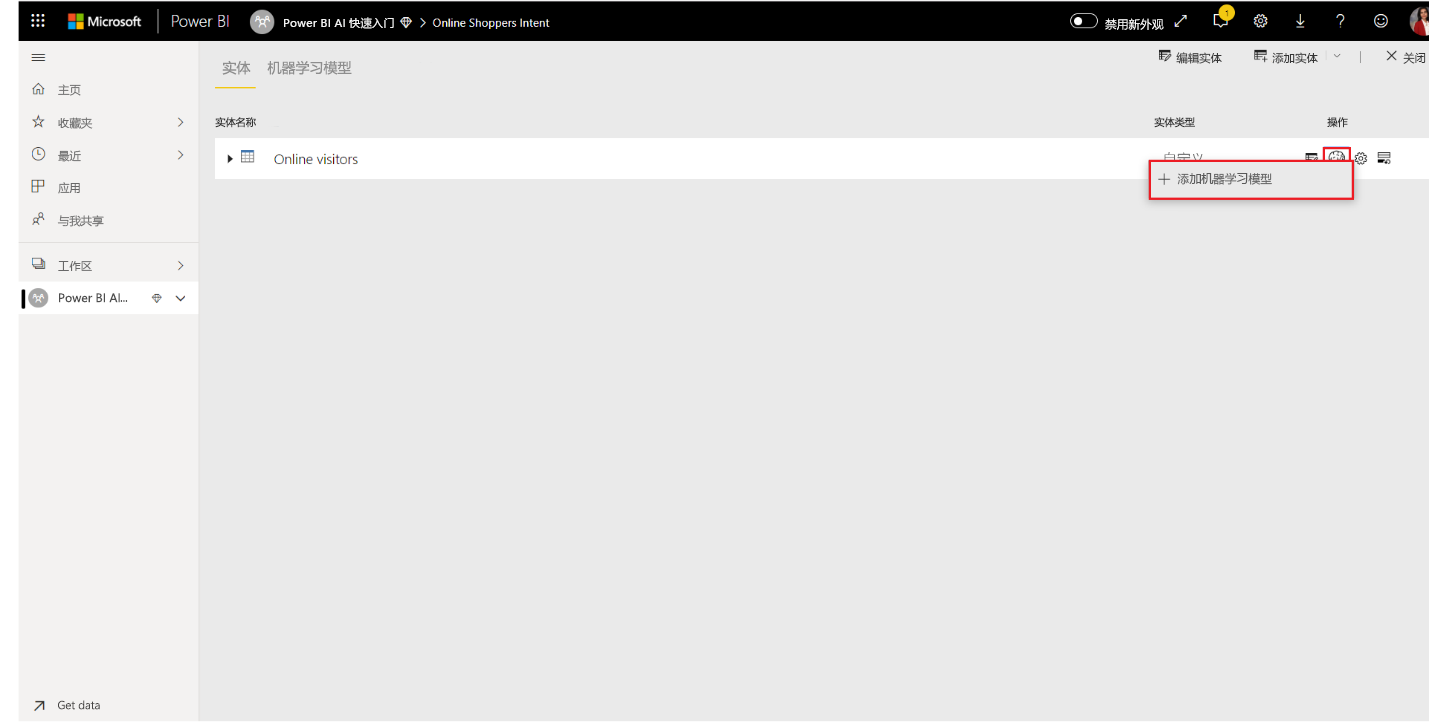 Microsoft Power BI Power BI AI 快速入门 > Online Shoppers Intent 禁用新外观 1
实体 机器学习模型 编辑实体 添加实体 关闭
主页
收藏夹
实体名称 实体类型 操作
最近
Online visitors 自定义
添加机器学习模型
应用
与我共享
工作区
Power BI AI...
Get data